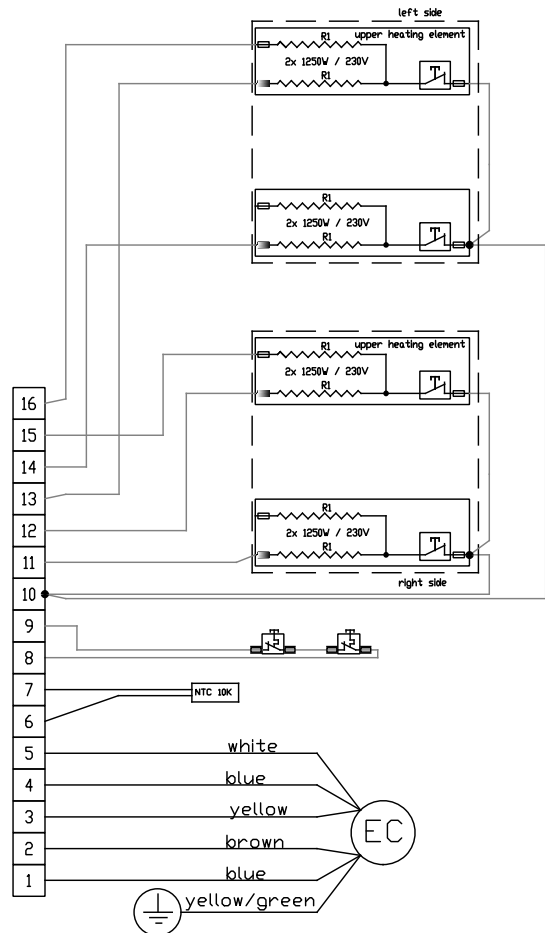 left side
upper heating element
R1
2x 1250W / 230V
R1
R1
2x 1250W / 230V
R1
upper heating element
R1
2x 1250W / 230V
R1
R1
2x 1250W / 230V
R1
right side
16
15
14
13
12
11
10
9
8
7
NTC 10K
6
5
white
4
blue
3
yellow
EC
2
brown
1
blue
yellow/green